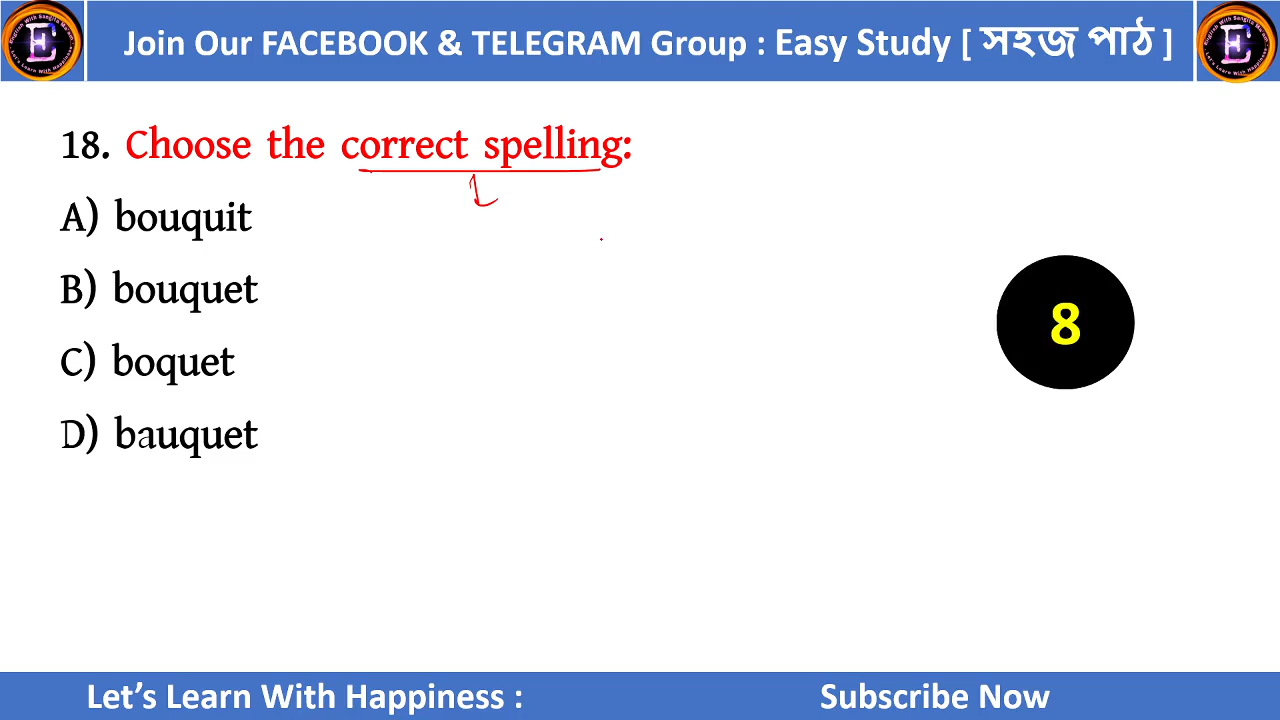 Join Our FACEBOOK & TELEGRAM Group : Easy Study [ সহজ পাঠ ]
18. Choose the correct spelling:
A) bouquit
B) bouquet
C) boquet
D) bauquet
8
Let's Learn With Happiness :
Subscribe Now